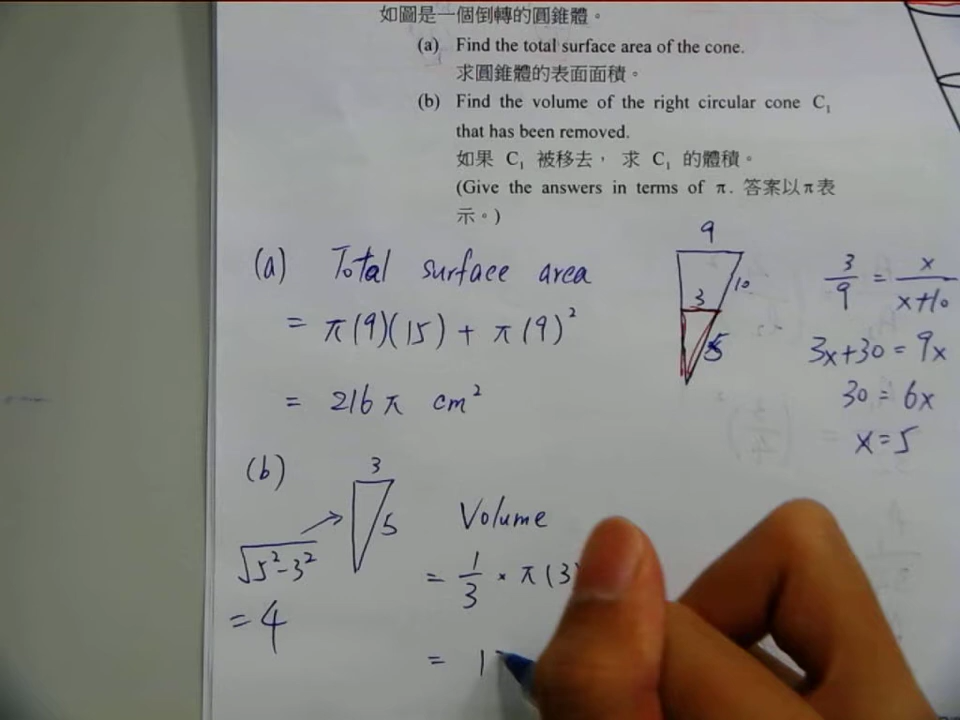 如圖是一個倒轉的圓錐體。
(a) Find the total surface area of the cone.
求圓錐體的表面面積。
(b) Find the volume of the right circular cone C₁
that has been removed.
如果 C₁ 被移去， 求 C₁ 的體積。
(Give the answers in terms of π. 答案以π表
示。)
(a) Total surface area
= π(9)(15) + π(9)²
= 216π cm²
9
10
3
5
3/9 = x/(x+10)
3x+30 = 9x
30 = 6x
x = 5
(b)
3
5
√(5²-3²)
= 4
Volume
= 1/3 × π(3)
= 1